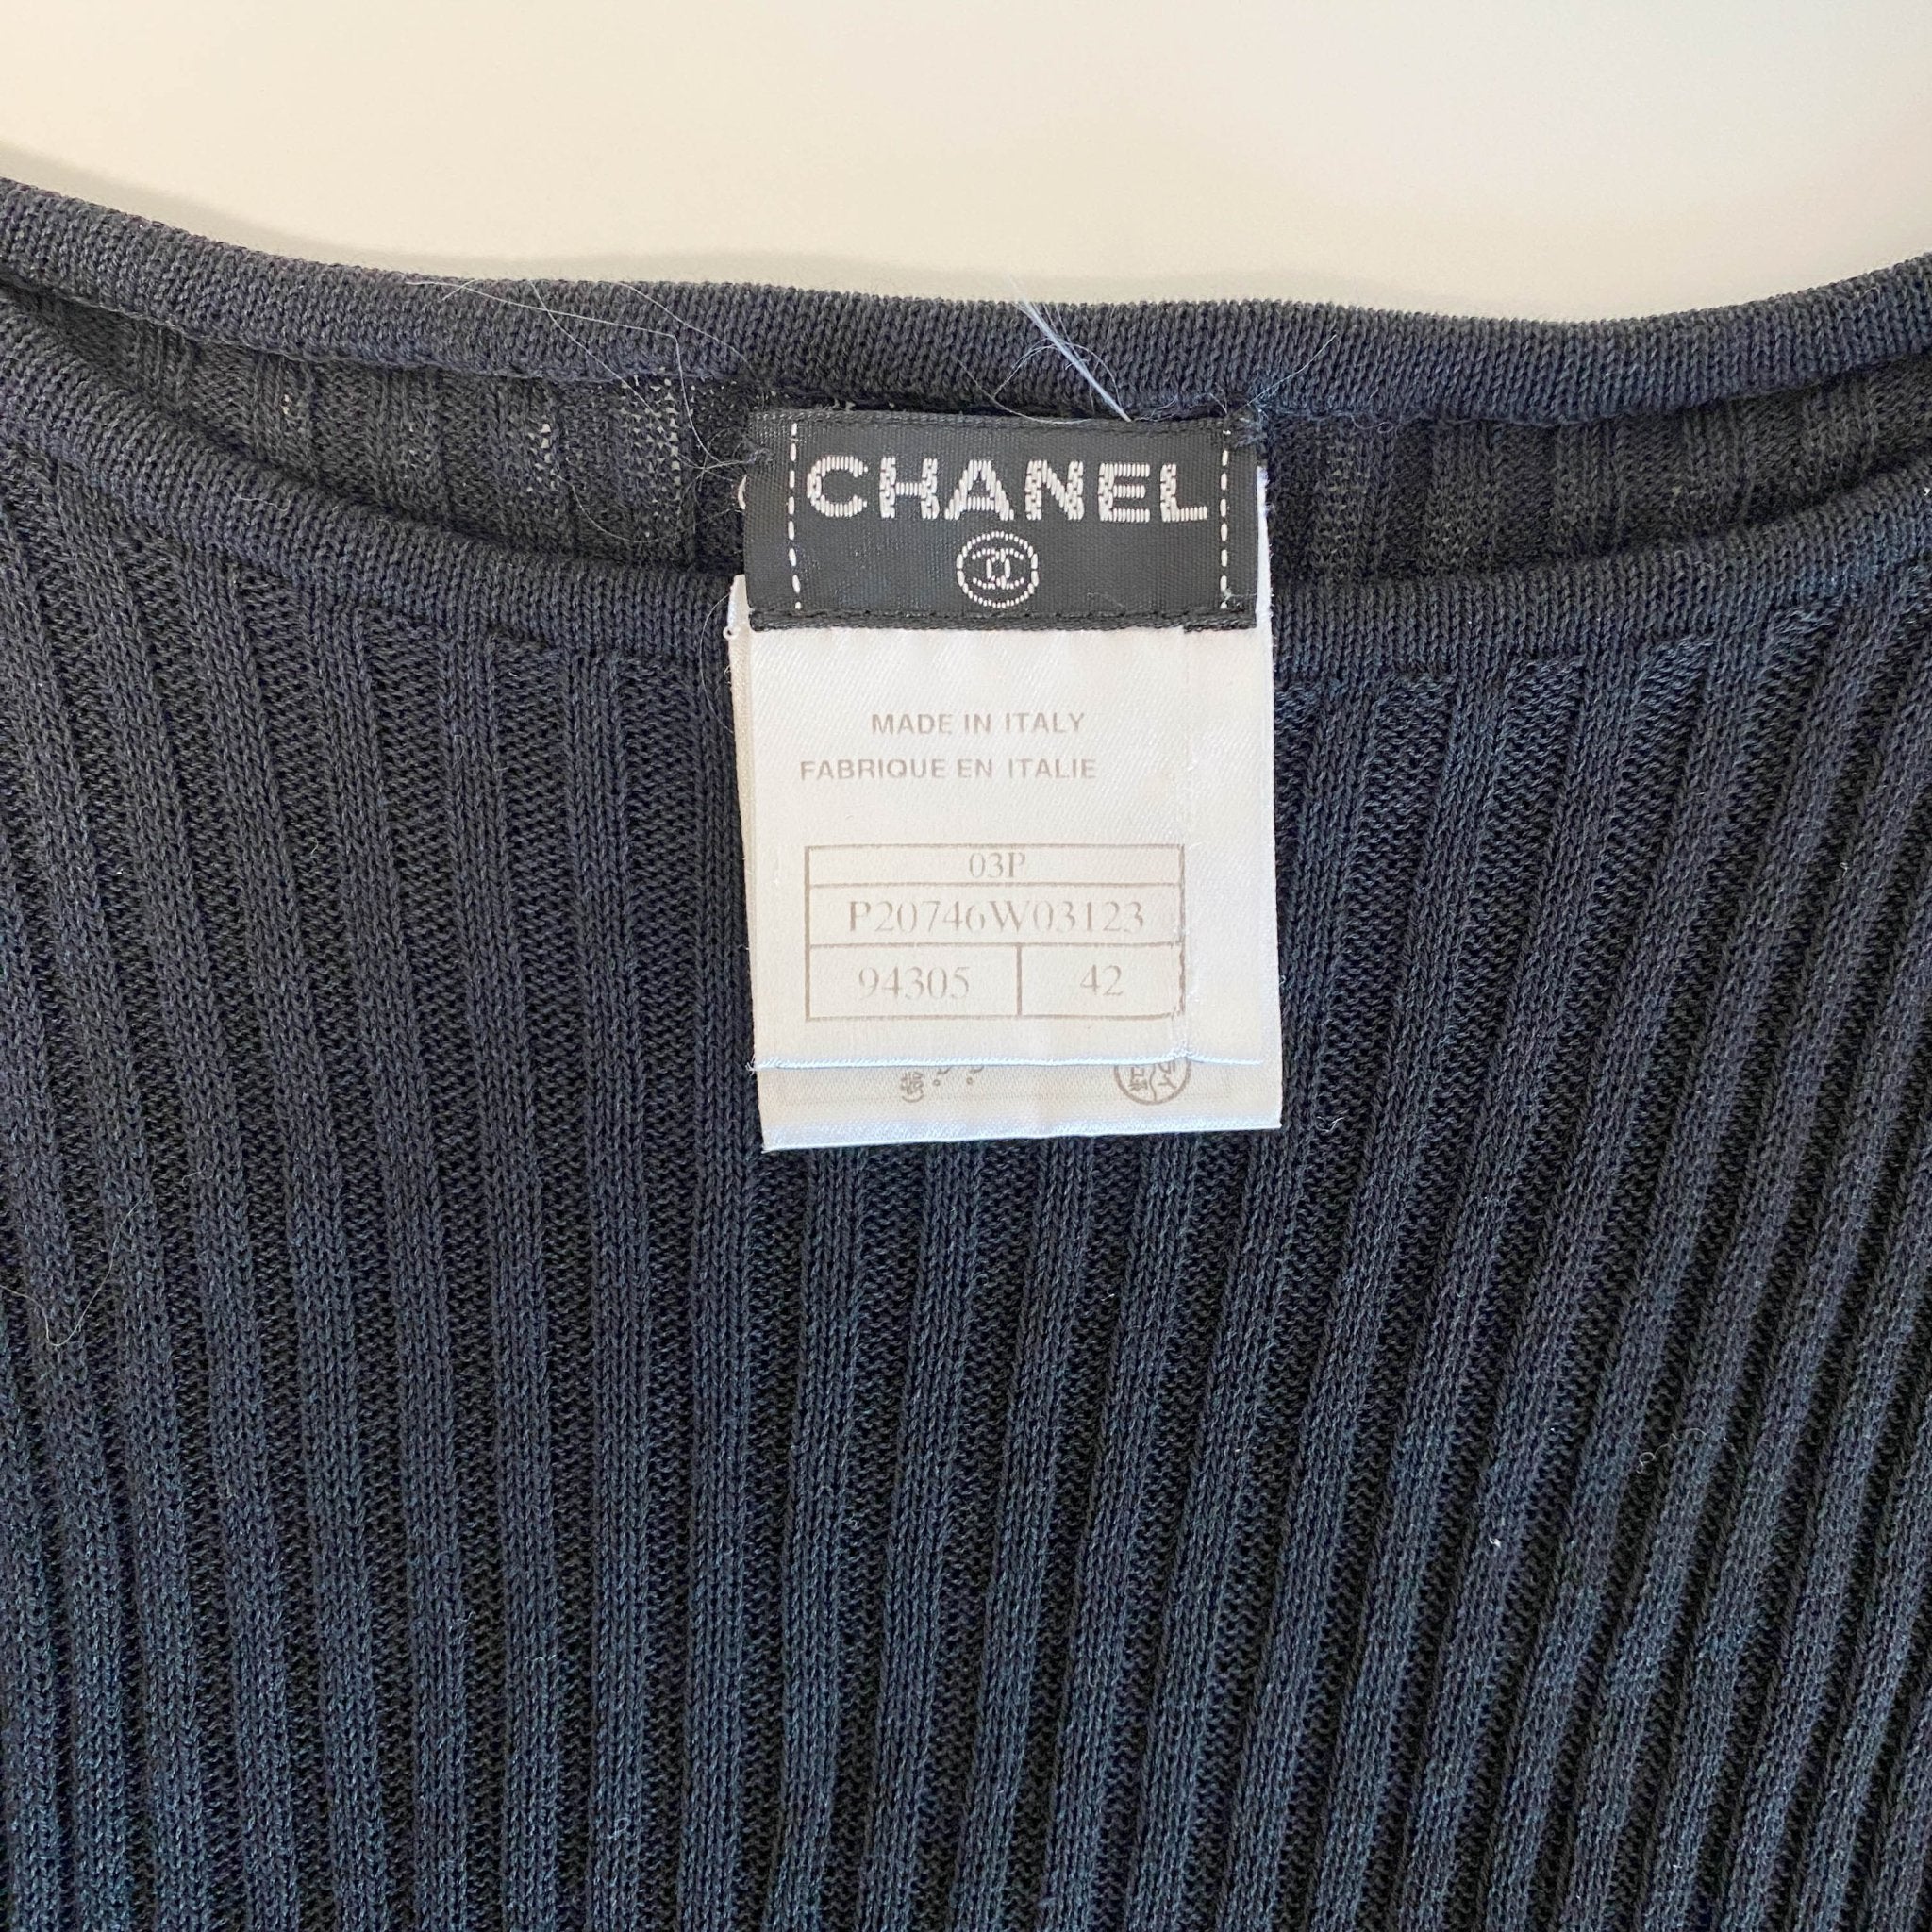 CHANEL
MADE IN ITALY
FABRIQUE EN ITALIE
03P
P20746W03123
94305 42